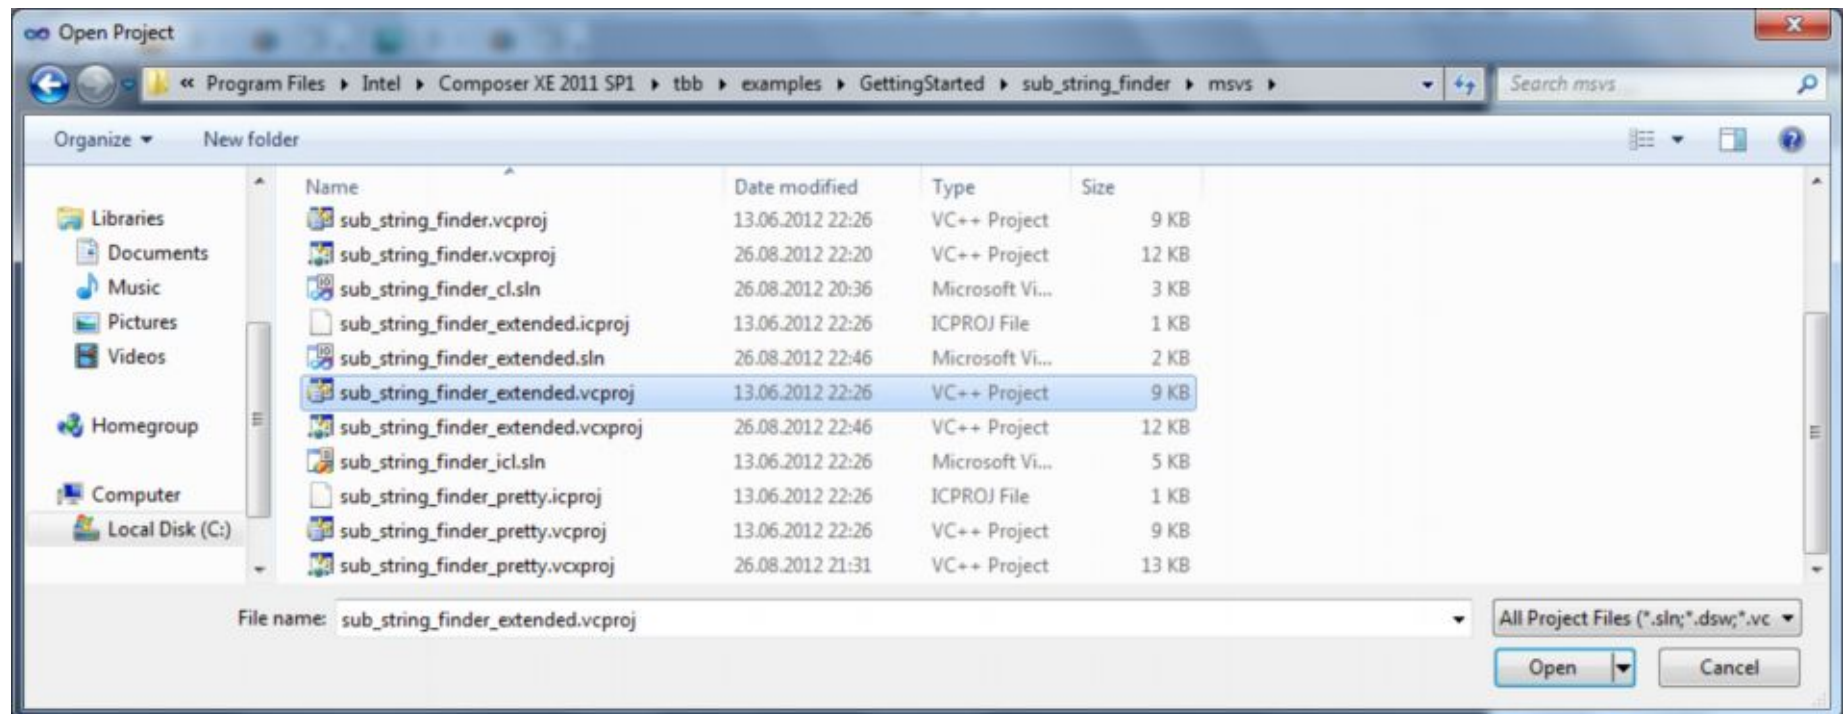 Open Project
« Program Files ▸ Intel ▸ Composer XE 2011 SP1 ▸ tbb ▸ examples ▸ GettingStarted ▸ sub_string_finder ▸ msvs ▸ Search msvs
Organize New folder
Libraries
Documents
Music
Pictures
Videos
Homegroup
Computer
Local Disk (C:)
Name Date modified Type Size
sub_string_finder.vcproj 13.06.2012 22:26 VC++ Project 9 KB
sub_string_finder.vcxproj 26.08.2012 22:20 VC++ Project 12 KB
sub_string_finder_cl.sln 26.08.2012 20:36 Microsoft Vi... 3 KB
sub_string_finder_extended.icproj 13.06.2012 22:26 ICPROJ File 1 KB
sub_string_finder_extended.sln 26.08.2012 22:46 Microsoft Vi... 2 KB
sub_string_finder_extended.vcproj 13.06.2012 22:26 VC++ Project 9 KB
sub_string_finder_extended.vcxproj 26.08.2012 22:46 VC++ Project 12 KB
sub_string_finder_icl.sln 13.06.2012 22:26 Microsoft Vi... 5 KB
sub_string_finder_pretty.icproj 13.06.2012 22:26 ICPROJ File 1 KB
sub_string_finder_pretty.vcproj 13.06.2012 22:26 VC++ Project 9 KB
sub_string_finder_pretty.vcxproj 26.08.2012 21:31 VC++ Project 13 KB
File name: sub_string_finder_extended.vcproj All Project Files (*.sln;*.dsw;*.vc
Open Cancel